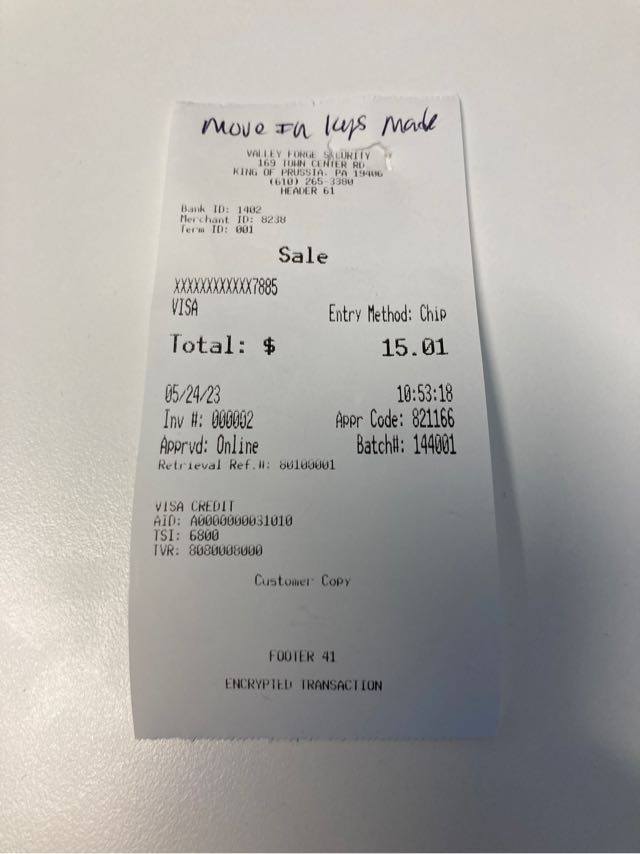 move In keys made
VALLEY FORGE SECURITY
169 TOWN CENTER RD
KING OF PRUSSIA, PA 19406
(610) 265-3380
HEADER 61
Bank ID: 1402
Merchant ID: 8238
Term ID: 001
Sale
XXXXXXXXXXXX7885
VISA
Entry Method: Chip
Total: $ 15.01
05/24/23 10:53:18
Inv #: 000002 Appr Code: 821166
Apprvd: Online Batch#: 144001
Retrieval Ref.#: 80100001
VISA CREDIT
AID: A0000000031010
TSI: 6800
TVR: 8080008000
Customer Copy
FOOTER 41
ENCRYPTED TRANSACTION